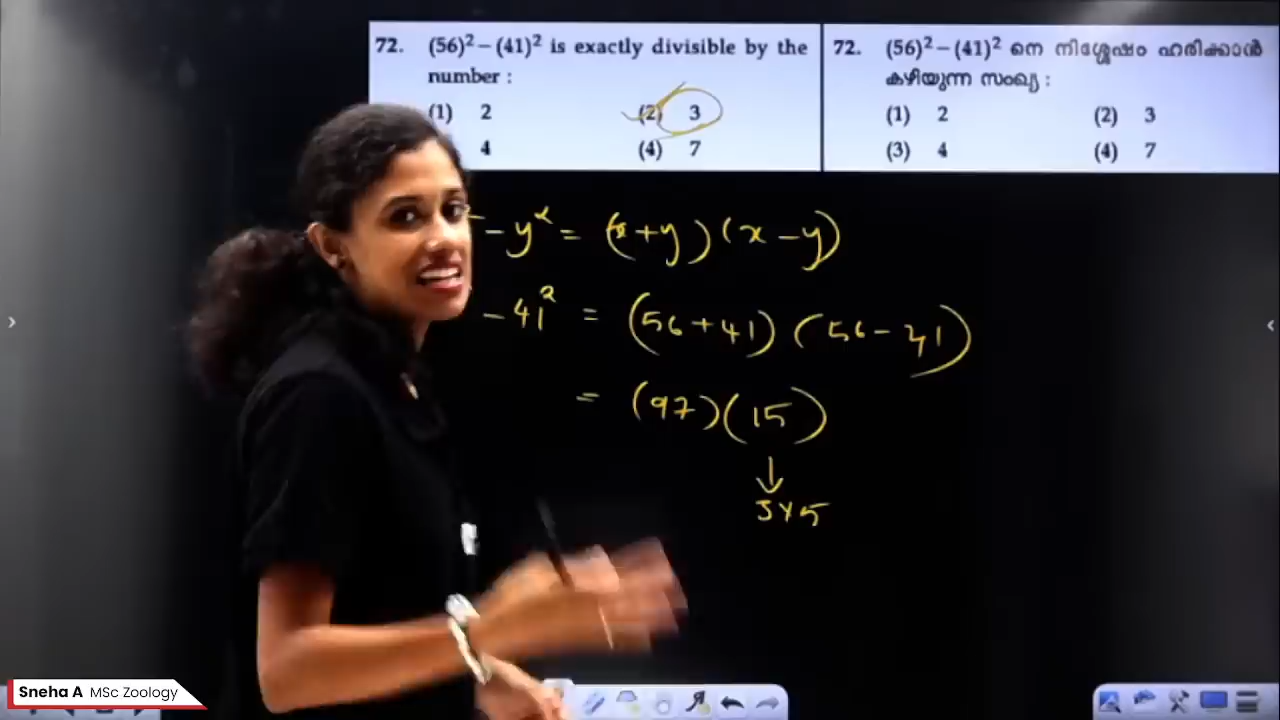 72. (56)² – (41)² is exactly divisible by the
number :
(1) 2 (2) 3
4 (4) 7
72. (56)² – (41)² നെ നിശ്ശേഷം ഹരിക്കാൻ
കഴിയുന്ന സംഖ്യ :
(1) 2 (2) 3
(3) 4 (4) 7
- y² = (x+y) (x-y)
- 41² = (56+41) (56-41)
= (97)(15)
↓
3×5
Sneha A MSc Zoology